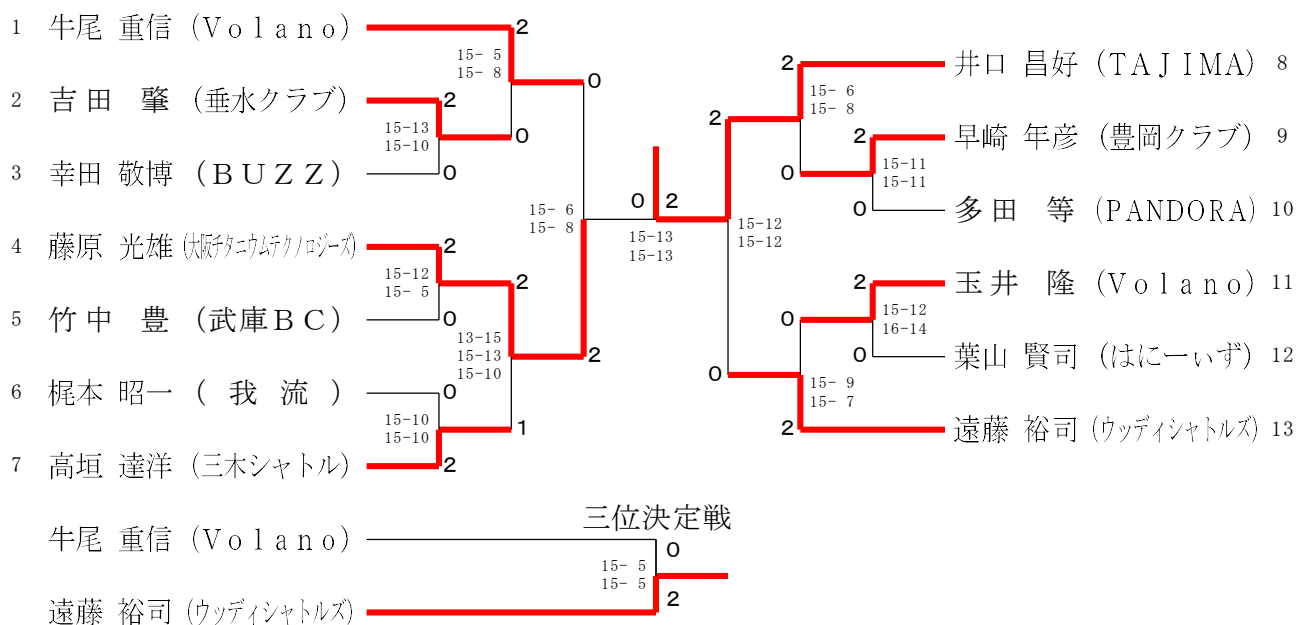 1 牛尾 重信 (Volano)
2
15- 5
15- 8
0
2 吉田 肇 (垂水クラブ)
2
15-13
15-10
0
3 幸田 敬博 (BUZZ)
0
15- 6
15- 8
4 藤原 光雄 (大阪チタニウムテクノロジーズ)
2
15-12
15- 5
2
5 竹中 豊 (武庫BC)
0
13-15
15-13
15-10
2
6 梶本 昭一 (我流)
0
15-10
15-10
1
7 高垣 達洋 (三木シャトル)
2
0 2
15-13
15-13
2 井口 昌好 (TAJIMA) 8
15- 6
15- 8
2
2 早崎 年彦 (豊岡クラブ) 9
0
15-11
15-11
0 多田 等 (PANDORA) 10
15-12
15-12
2 玉井 隆 (Volano) 11
0
15-12
16-14
0 葉山 賢司 (はにーぃず) 12
0
15- 9
15- 7
2 遠藤 裕司 (ウッディシャトルズ) 13
三位決定戦
牛尾 重信 (Volano)
0
15- 5
15- 5
2
遠藤 裕司 (ウッディシャトルズ)